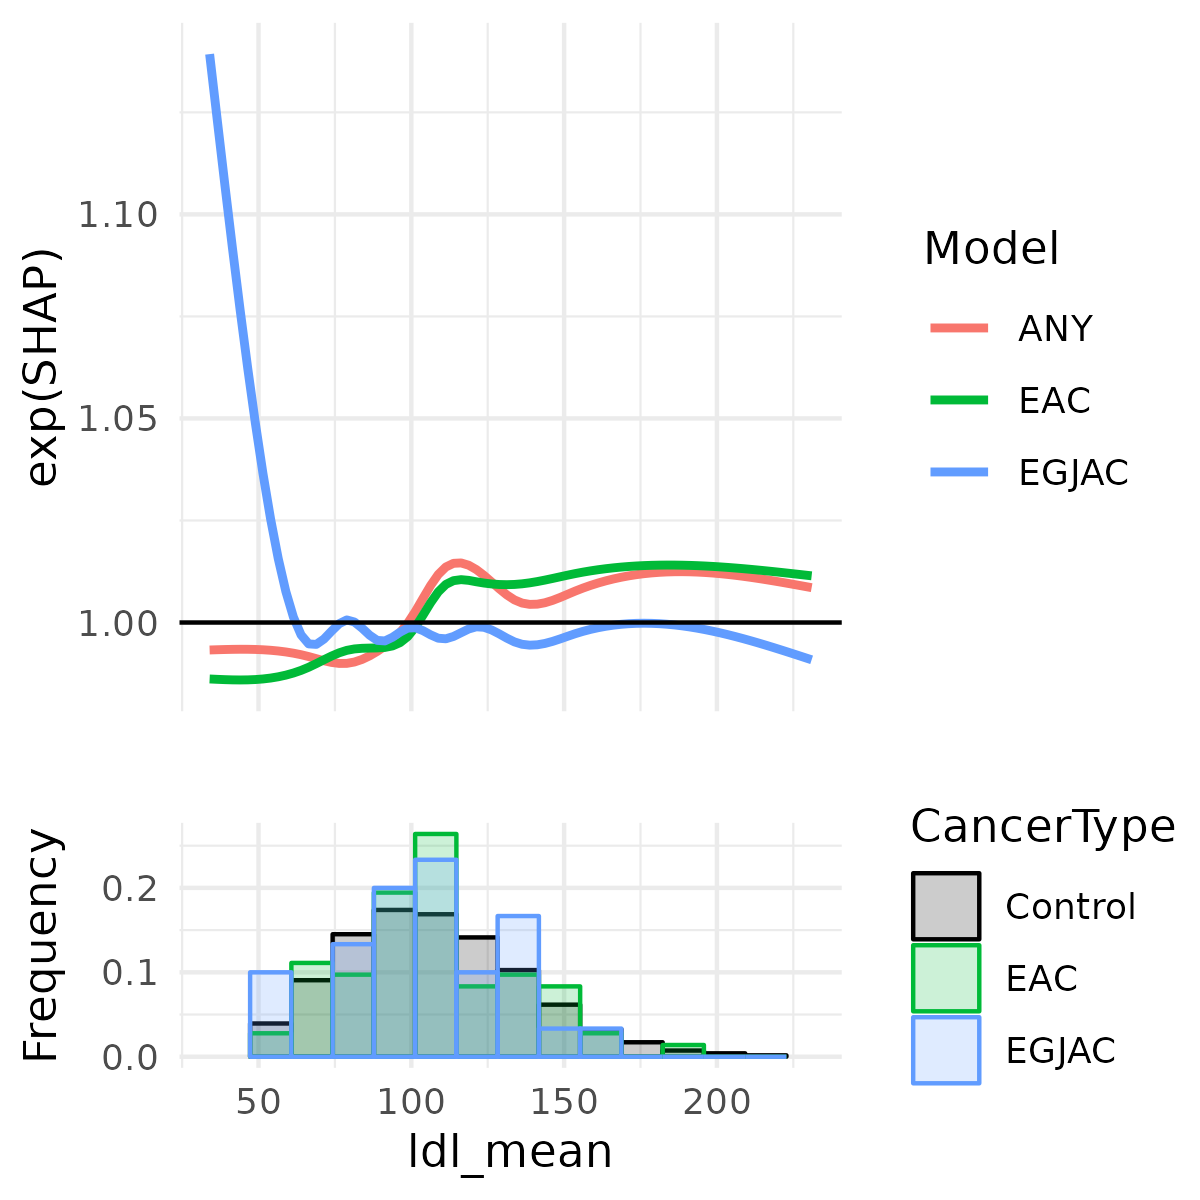 exp(SHAP)
1.10
1.05
1.00
Model
ANY
EAC
EGJAC
Frequency
0.2
0.1
0.0
50 100 150 200
ldl_mean
CancerType
Control
EAC
EGJAC